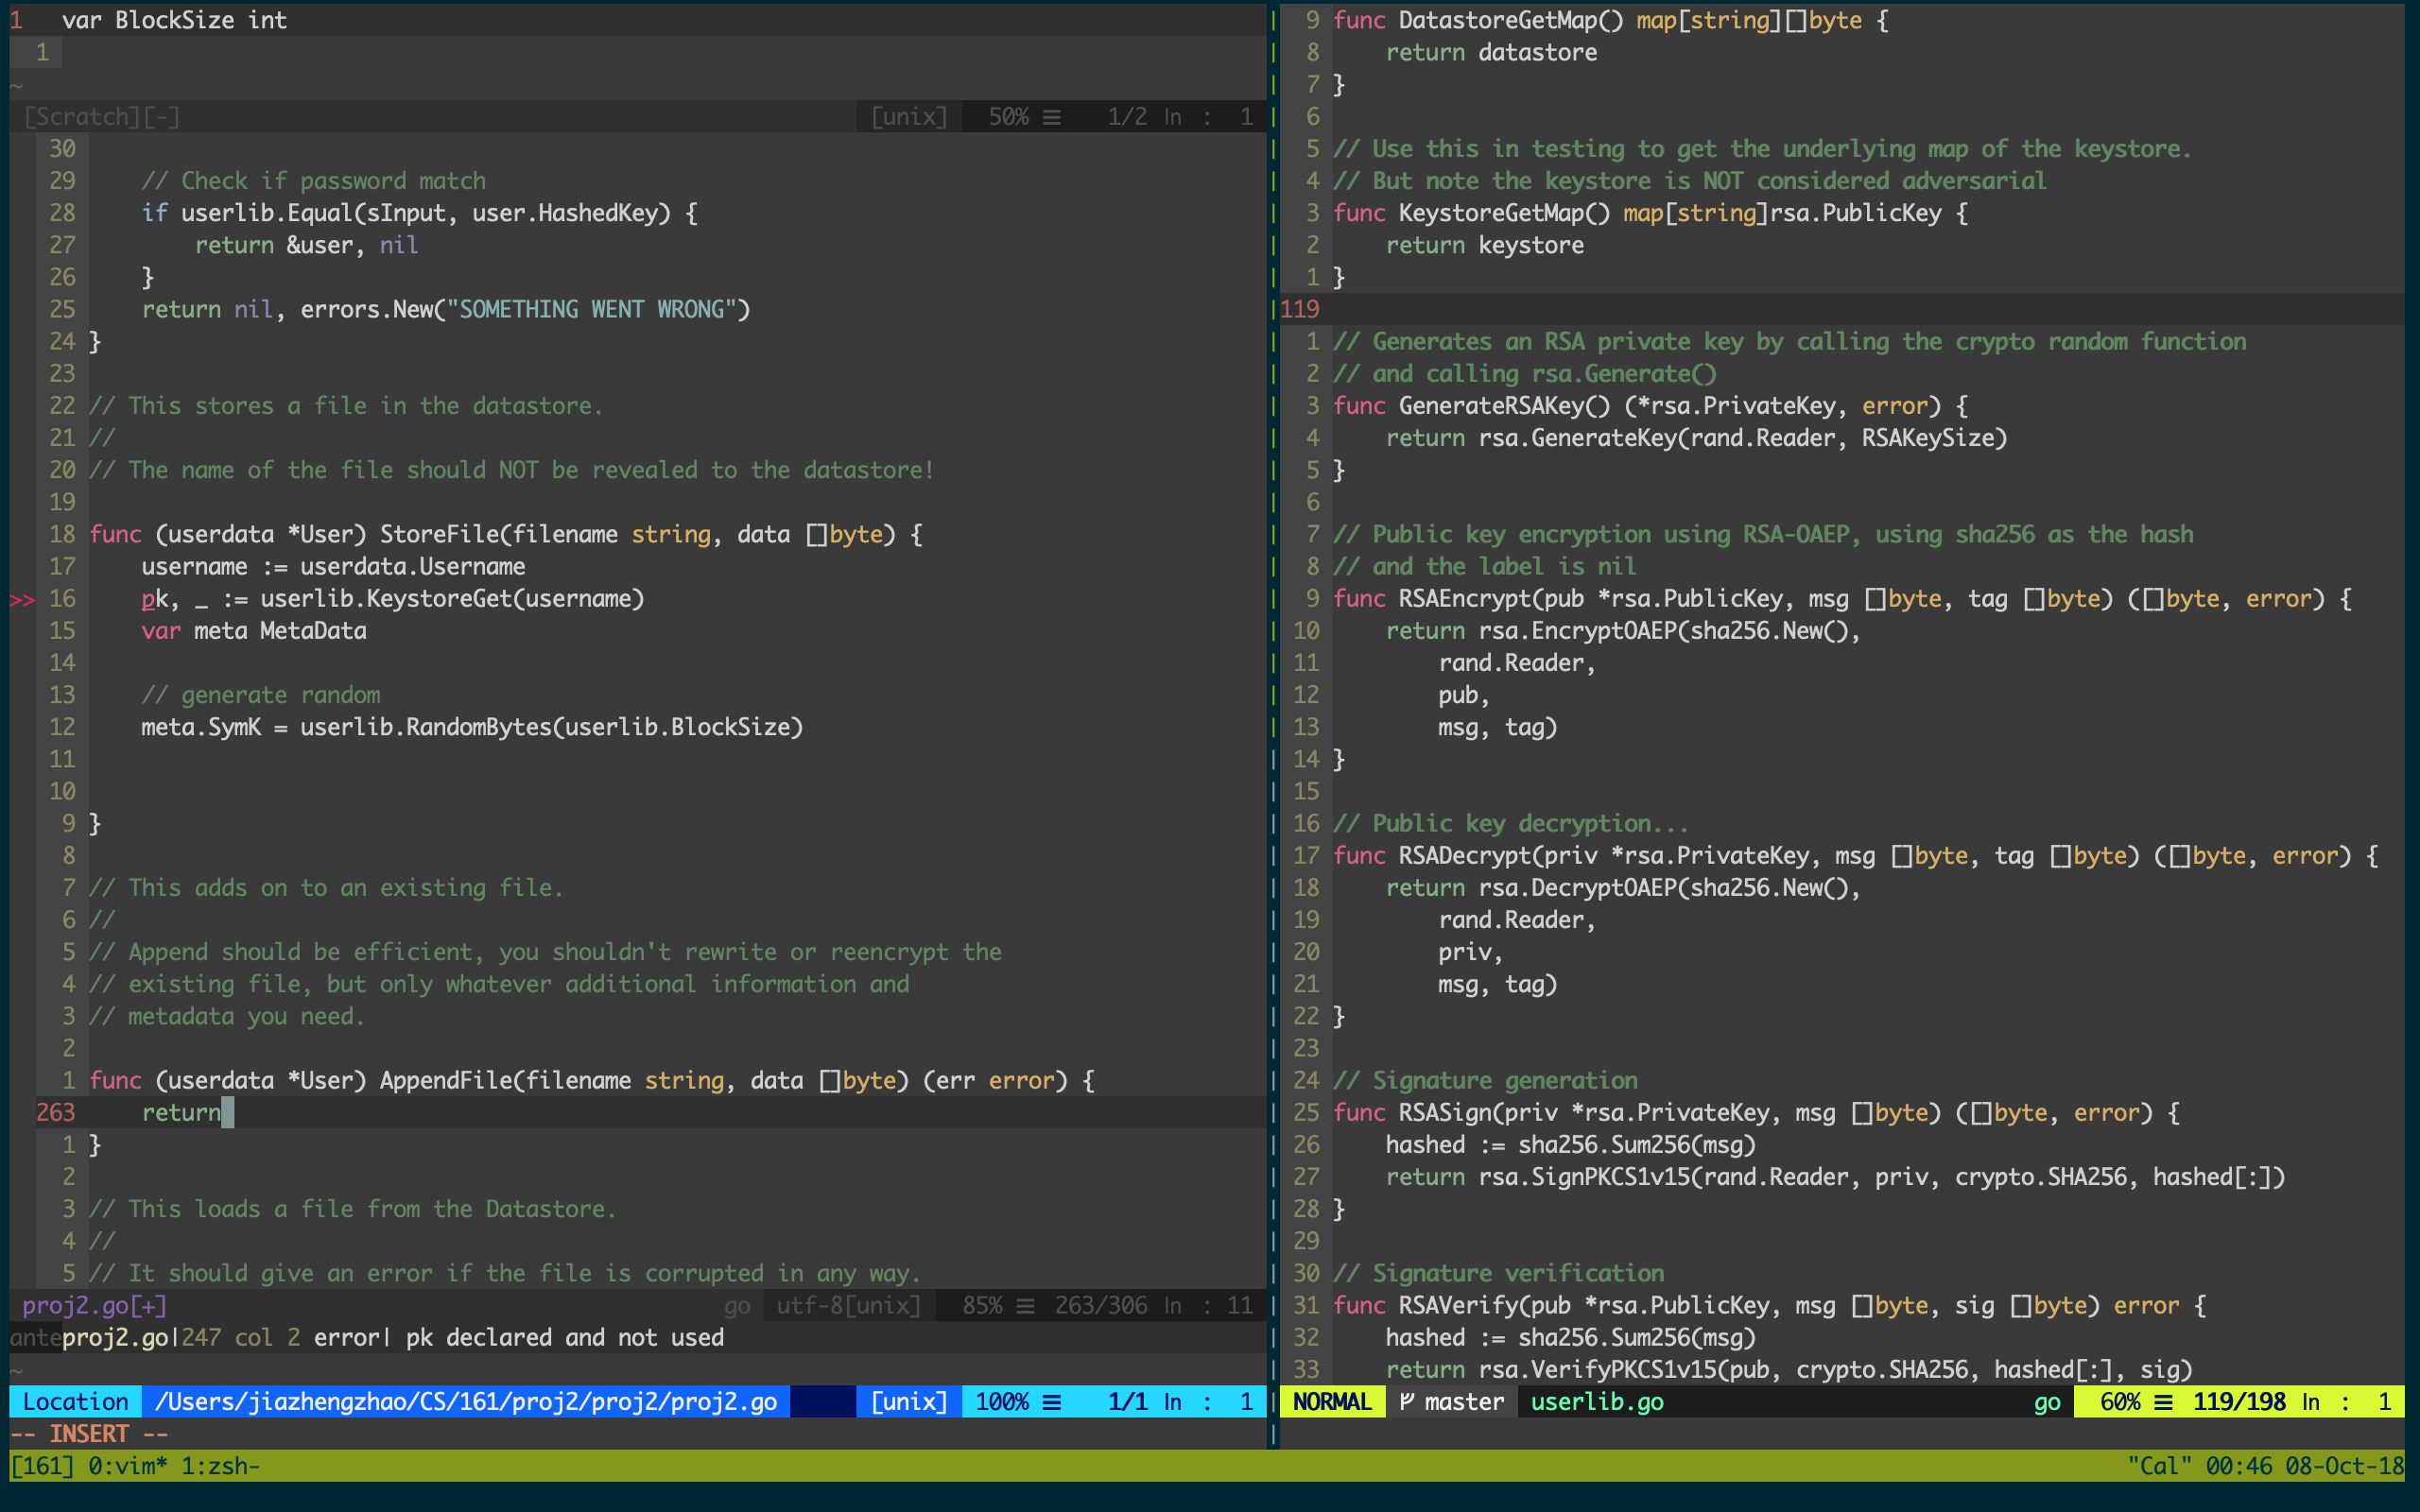 1   var BlockSize int
  1
~
 [Scratch][-] [unix] 50% ☰ 1/2 ln : 1
30
29     // Check if password match
28     if userlib.Equal(sInput, user.HashedKey) {
27         return &user, nil
26     }
25     return nil, errors.New("SOMETHING WENT WRONG")
24 }
23
22 // This stores a file in the datastore.
21 //
20 // The name of the file should NOT be revealed to the datastore!
19
18 func (userdata *User) StoreFile(filename string, data []byte) {
17     username := userdata.Username
>> 16     pk, _ := userlib.KeystoreGet(username)
15     var meta MetaData
14
13     // generate random
12     meta.SymK = userlib.RandomBytes(userlib.BlockSize)
11
10
9 }
8
7 // This adds on to an existing file.
6 //
5 // Append should be efficient, you shouldn't rewrite or reencrypt the
4 // existing file, but only whatever additional information and
3 // metadata you need.
2
1 func (userdata *User) AppendFile(filename string, data []byte) (err error) {
263     return
1 }
2
3 // This loads a file from the Datastore.
4 //
5 // It should give an error if the file is corrupted in any way.
proj2.go[+] go utf-8[unix] 85% ☰ 263/306 ln : 11
anteproj2.go|247 col 2 error| pk declared and not used
~
Location /Users/jiazhengzhao/CS/161/proj2/proj2/proj2.go [unix] 100% ☰ 1/1 ln : 1
-- INSERT --
9 func DatastoreGetMap() map[string][]byte {
8     return datastore
7 }
6
5 // Use this in testing to get the underlying map of the keystore.
4 // But note the keystore is NOT considered adversarial
3 func KeystoreGetMap() map[string]rsa.PublicKey {
2     return keystore
1 }
119
1 // Generates an RSA private key by calling the crypto random function
2 // and calling rsa.Generate()
3 func GenerateRSAKey() (*rsa.PrivateKey, error) {
4     return rsa.GenerateKey(rand.Reader, RSAKeySize)
5 }
6
7 // Public key encryption using RSA-OAEP, using sha256 as the hash
8 // and the label is nil
9 func RSAEncrypt(pub *rsa.PublicKey, msg []byte, tag []byte) ([]byte, error) {
10     return rsa.EncryptOAEP(sha256.New(),
11         rand.Reader,
12         pub,
13         msg, tag)
14 }
15
16 // Public key decryption...
17 func RSADecrypt(priv *rsa.PrivateKey, msg []byte, tag []byte) ([]byte, error) {
18     return rsa.DecryptOAEP(sha256.New(),
19         rand.Reader,
20         priv,
21         msg, tag)
22 }
23
24 // Signature generation
25 func RSASign(priv *rsa.PrivateKey, msg []byte) ([]byte, error) {
26     hashed := sha256.Sum256(msg)
27     return rsa.SignPKCS1v15(rand.Reader, priv, crypto.SHA256, hashed[:])
28 }
29
30 // Signature verification
31 func RSAVerify(pub *rsa.PublicKey, msg []byte, sig []byte) error {
32     hashed := sha256.Sum256(msg)
33     return rsa.VerifyPKCS1v15(pub, crypto.SHA256, hashed[:], sig)
NORMAL master userlib.go go 60% ☰ 119/198 ln : 1
[161] 0:vim* 1:zsh- "Cal" 00:46 08-Oct-18